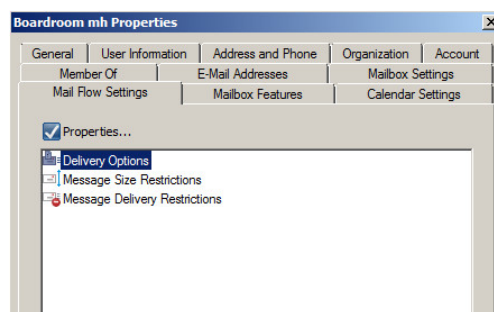 Boardroom mh Properties
General User Information Address and Phone Organization Account
Member Of E-Mail Addresses Mailbox Settings
Mail Flow Settings Mailbox Features Calendar Settings
Properties...
Delivery Options
Message Size Restrictions
Message Delivery Restrictions